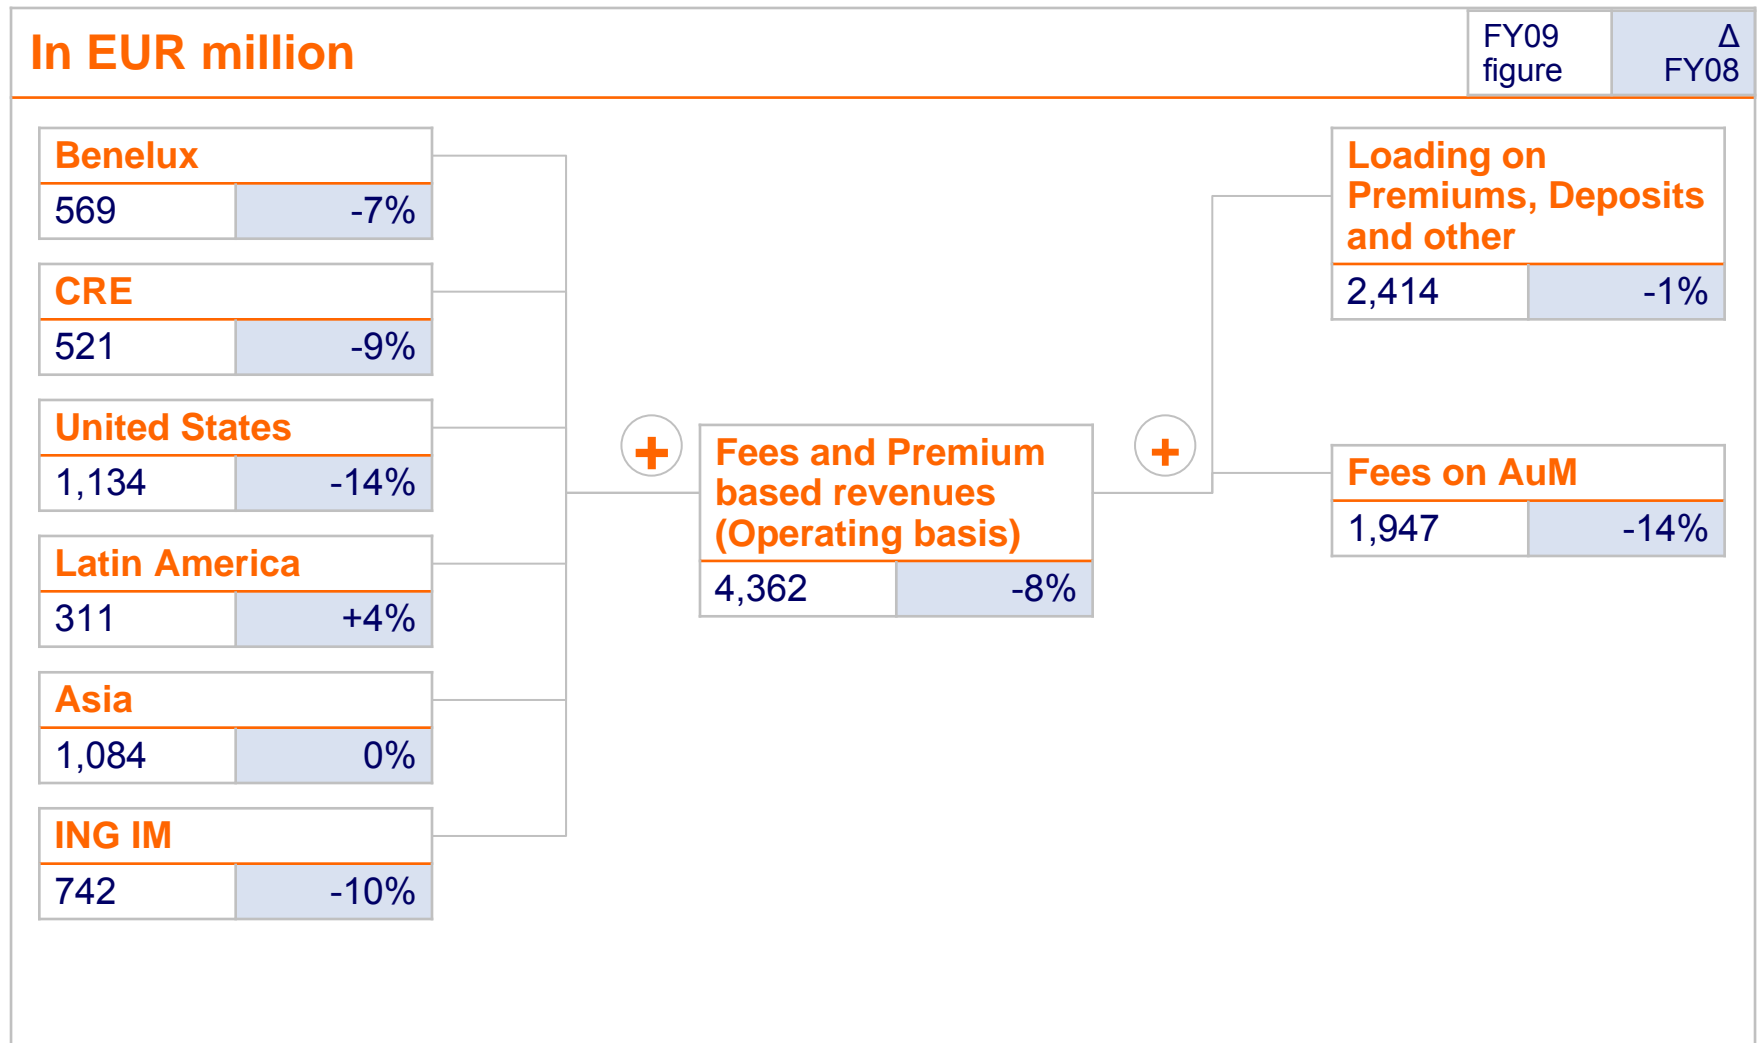 In EUR million
FY09
figure
Δ
FY08
Benelux
569 -7%
CRE
521 -9%
United States
1,134 -14%
Latin America
311 +4%
Asia
1,084 0%
ING IM
742 -10%
+
Fees and Premium
based revenues
(Operating basis)
4,362 -8%
+
Loading on
Premiums, Deposits
and other
2,414 -1%
Fees on AuM
1,947 -14%